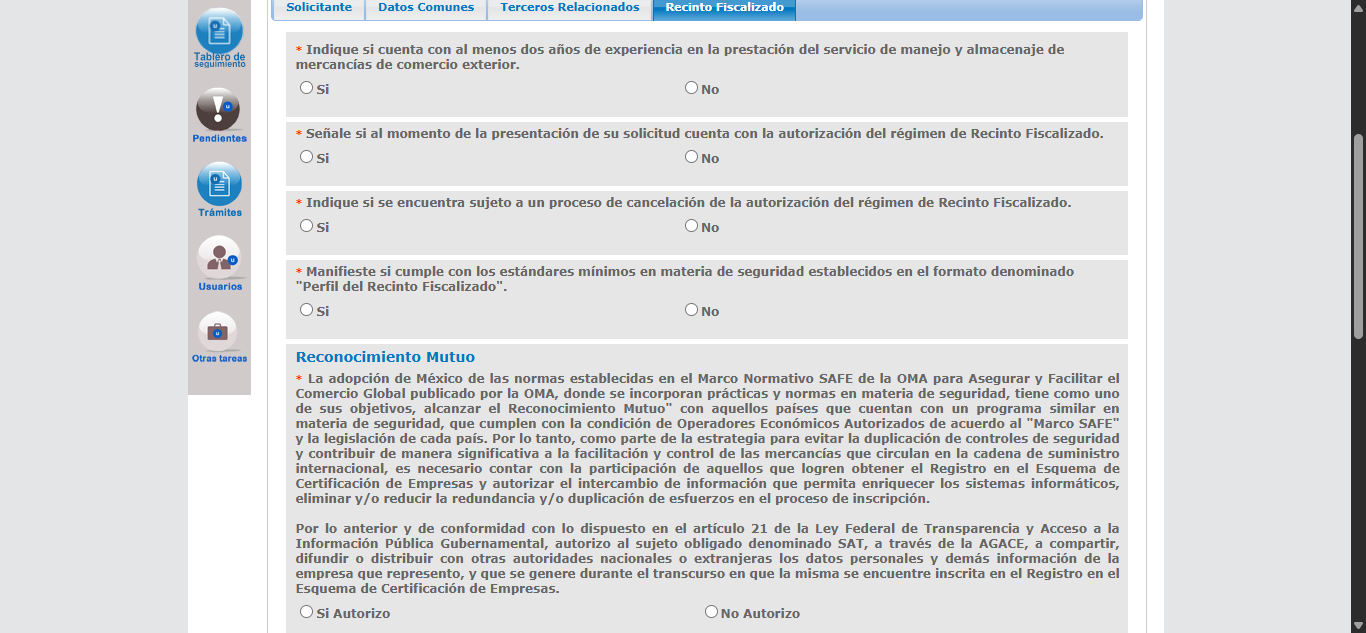 Solicitante
Datos Comunes
Terceros Relacionados
Recinto Fiscalizado
Tablero de
seguimiento
Pendientes
Trámites
Usuarios
Otras tareas
* Indique si cuenta con al menos dos años de experiencia en la prestación del servicio de manejo y almacenaje de
mercancías de comercio exterior.
Si
No
* Señale si al momento de la presentación de su solicitud cuenta con la autorización del régimen de Recinto Fiscalizado.
Si
No
* Indique si se encuentra sujeto a un proceso de cancelación de la autorización del régimen de Recinto Fiscalizado.
Si
No
* Manifieste si cumple con los estándares mínimos en materia de seguridad establecidos en el formato denominado
"Perfil del Recinto Fiscalizado".
Si
No
Reconocimiento Mutuo
* La adopción de México de las normas establecidas en el Marco Normativo SAFE de la OMA para Asegurar y Facilitar el
Comercio Global publicado por la OMA, donde se incorporan prácticas y normas en materia de seguridad, tiene como uno
de sus objetivos, alcanzar el Reconocimiento Mutuo" con aquellos países que cuentan con un programa similar en
materia de seguridad, que cumplen con la condición de Operadores Económicos Autorizados de acuerdo al "Marco SAFE"
y la legislación de cada país. Por lo tanto, como parte de la estrategia para evitar la duplicación de controles de seguridad
y contribuir de manera significativa a la facilitación y control de las mercancías que circulan en la cadena de suministro
internacional, es necesario contar con la participación de aquellos que logren obtener el Registro en el Esquema de
Certificación de Empresas y autorizar el intercambio de información que permita enriquecer los sistemas informáticos,
eliminar y/o reducir la redundancia y/o duplicación de esfuerzos en el proceso de inscripción.
Por lo anterior y de conformidad con lo dispuesto en el artículo 21 de la Ley Federal de Transparencia y Acceso a la
Información Pública Gubernamental, autorizo al sujeto obligado denominado SAT, a través de la AGACE, a compartir,
difundir o distribuir con otras autoridades nacionales o extranjeras los datos personales y demás información de la
empresa que represento, y que se genere durante el transcurso en que la misma se encuentre inscrita en el Registro en el
Esquema de Certificación de Empresas.
Si Autorizo
No Autorizo